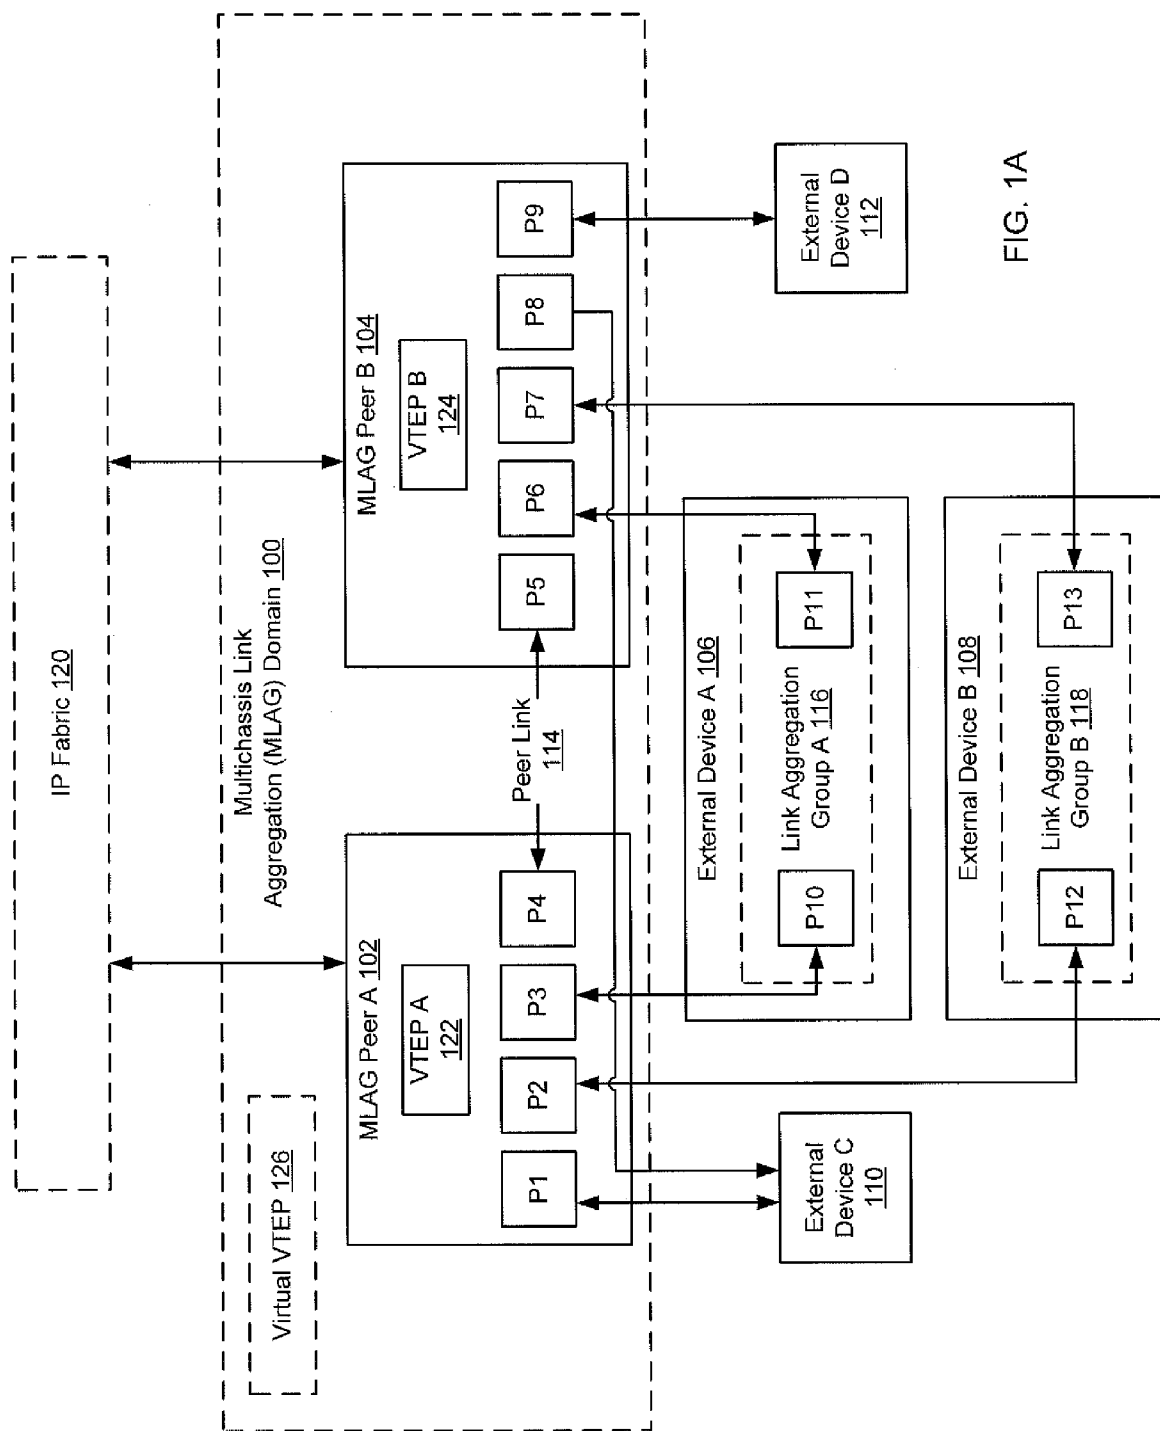 IP Fabric 120
Multichassis Link
Aggregation (MLAG) Domain 100
Virtual VTEP 126
MLAG Peer A 102
VTEP A
122
P1
P2
P3
P4
Peer Link
114
MLAG Peer B 104
VTEP B
124
P5
P6
P7
P8
P9
External
Device C
110
External Device A 106
P10
Link Aggregation
Group A 116
P11
External Device B 108
P12
Link Aggregation
Group B 118
P13
External
Device D
112
FIG. 1A